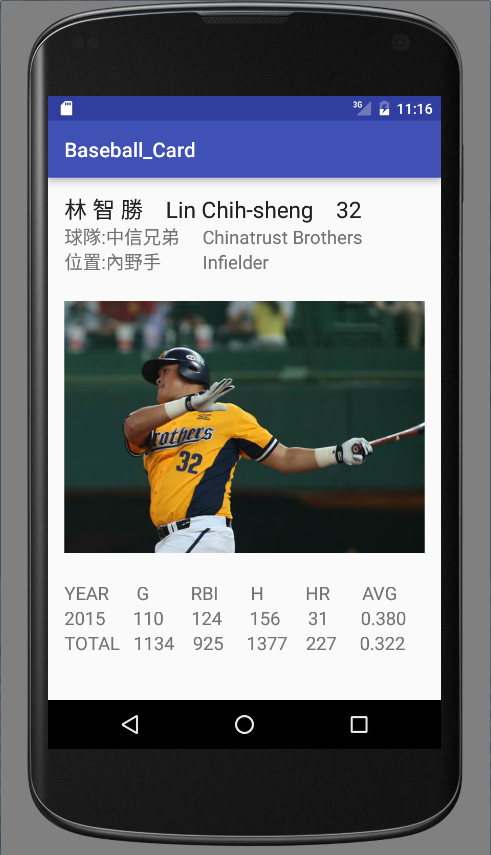 3G 11:16
Baseball_Card
林 智 勝 Lin Chih-sheng 32
球隊:中信兄弟 Chinatrust Brothers
位置:內野手 Infielder
Brothers
32
YEAR G RBI H HR AVG
2015 110 124 156 31 0.380
TOTAL 1134 925 1377 227 0.322